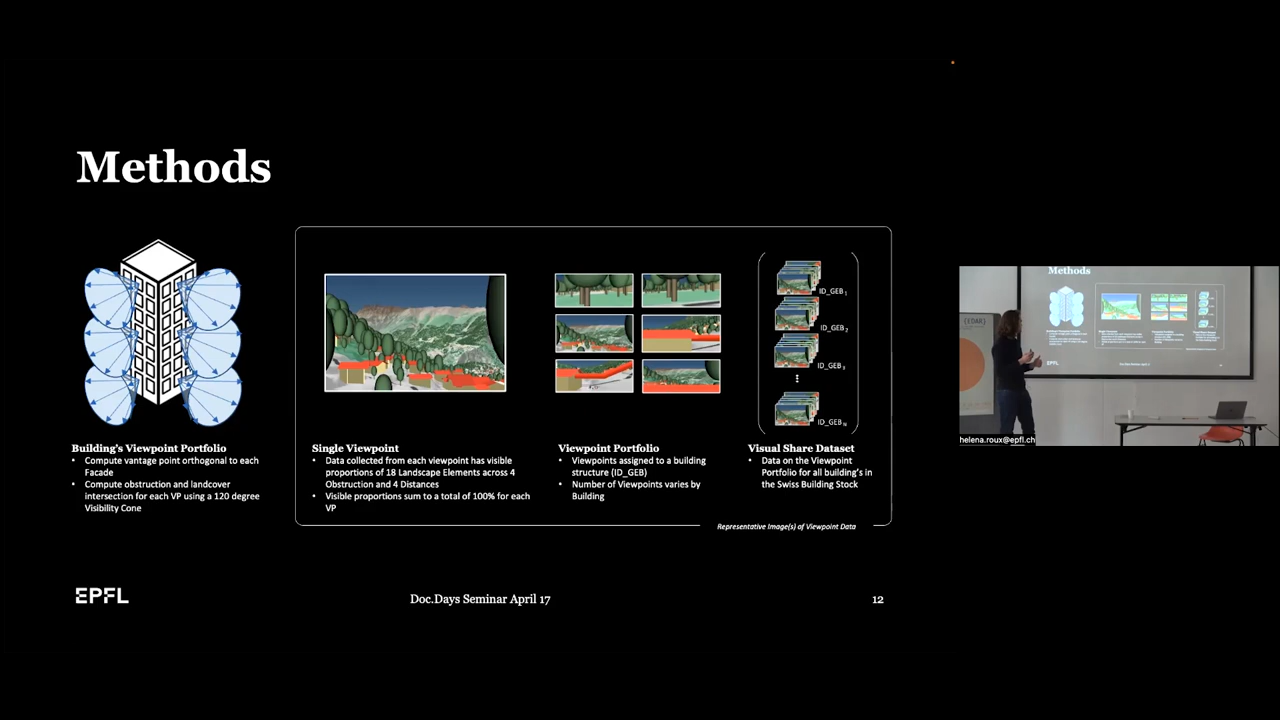 Methods
Building's Viewpoint Portfolio
• Compute vantage point orthogonal to each
Facade
• Compute obstruction and landcover
intersection for each VP using a 120 degree
Visibility Cone
Single Viewpoint
• Data collected from each viewpoint has visible
proportions of 18 Landscape Elements across 4
Obstruction and 4 Distances
• Visible proportions sum to a total of 100% for each
VP
Viewpoint Portfolio
• Viewpoints assigned to a building
structure (ID_GEB)
• Number of Viewpoints varies by
Building
ID_GEB 1
ID_GEB 2
ID_GEB 3
ID_GEB N
Visual Share Dataset
• Data on the Viewpoint
Portfolio for all building's in
the Swiss Building Stock
Representative Image(s) of Viewpoint Data
EPFL
Doc.Days Seminar April 17
12
Methods
(EDAR)
EPFL
helena.roux@epfl.ch